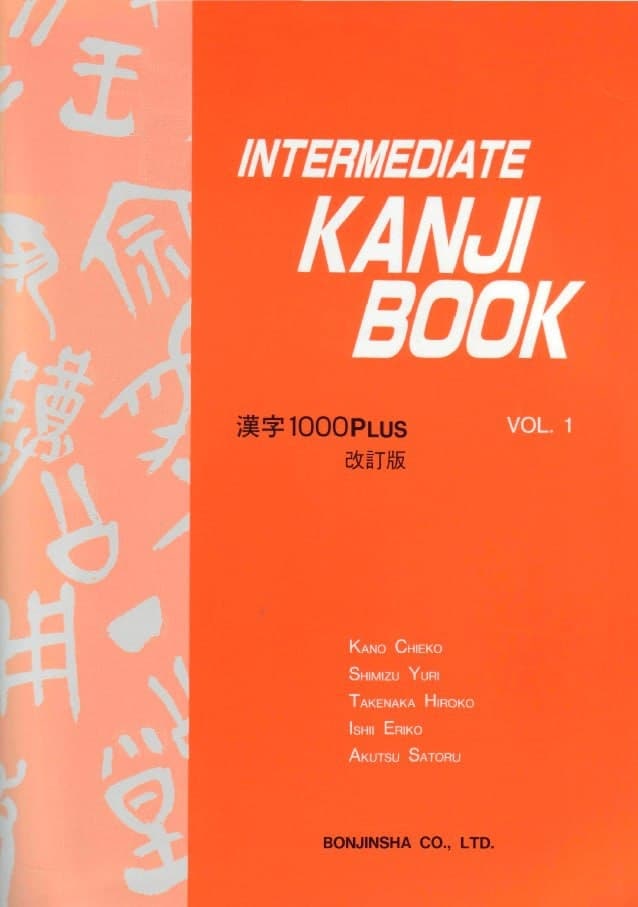 INTERMEDIATE
KANJI
BOOK
漢字1000PLUS
VOL. 1
改訂版
KANO CHIEKO
SHIMIZU YURI
TAKENAKA HIROKO
ISHII ERIKO
AKUTSU SATORU
BONJINSHA CO., LTD.